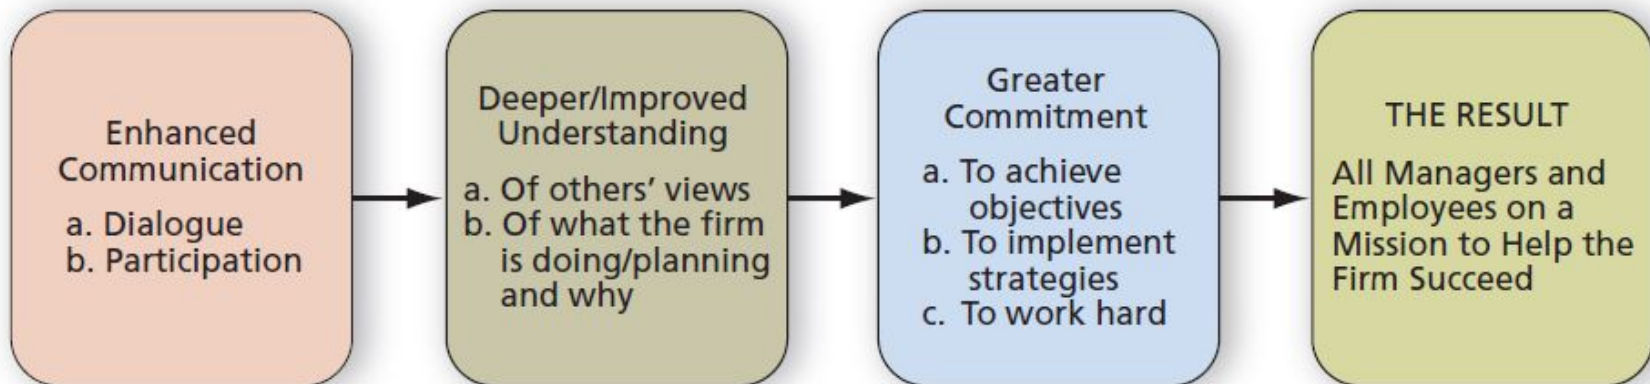 Enhanced
Communication
a. Dialogue
b. Participation
Deeper/Improved
Understanding
a. Of others’ views
b. Of what the firm
is doing/planning
and why
Greater
Commitment
a. To achieve
objectives
b. To implement
strategies
c. To work hard
THE RESULT
All Managers and
Employees on a
Mission to Help the
Firm Succeed